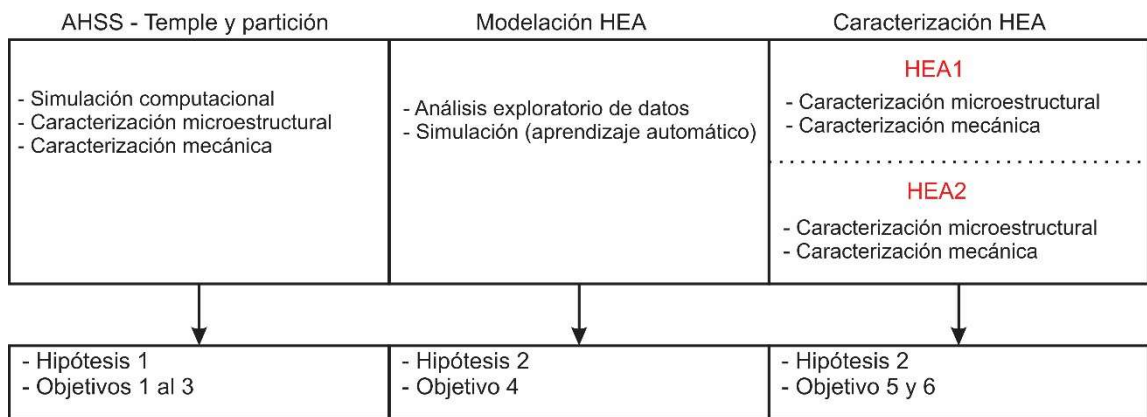 AHSS - Temple y partición
- Simulación computacional
- Caracterización microestructural
- Caracterización mecánica
Modelación HEA
- Análisis exploratorio de datos
- Simulación (aprendizaje automático)
Caracterización HEA
HEA1
- Caracterización microestructural
- Caracterización mecánica
HEA2
- Caracterización microestructural
- Caracterización mecánica
- Hipótesis 1
- Objetivos 1 al 3
- Hipótesis 2
- Objetivo 4
- Hipótesis 2
- Objetivo 5 y 6